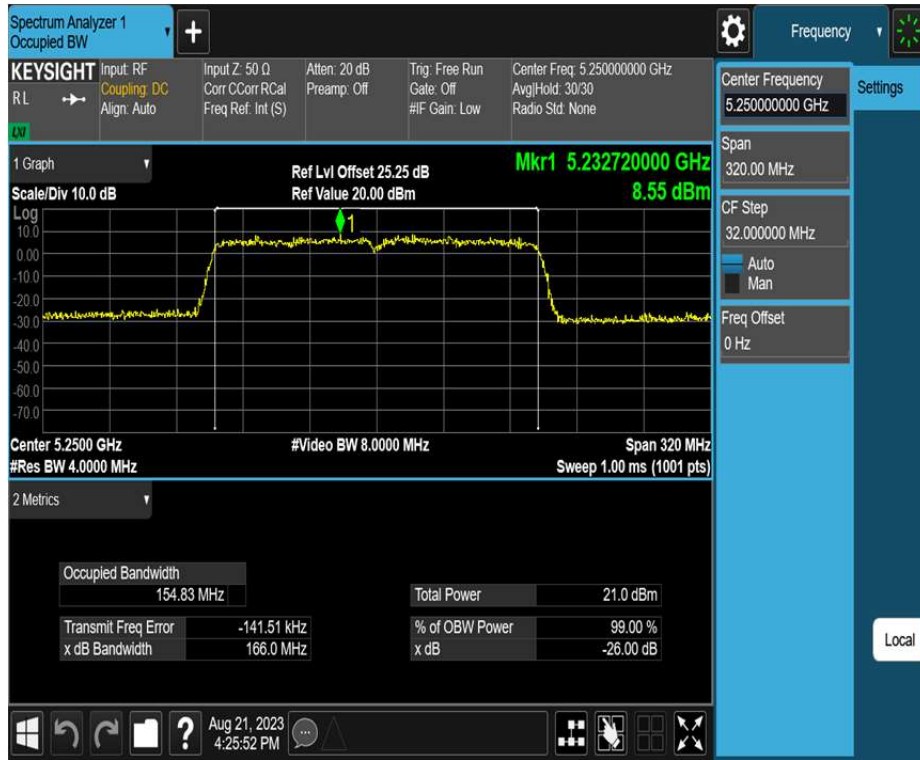 Spectrum Analyzer 1
Occupied BW
+
Frequency
KEYSIGHT
R L
LXI
Input: RF
Coupling: DC
Align: Auto
Input Z: 50 Ω
Corr CCorr RCal
Freq Ref: Int (S)
Atten: 20 dB
Preamp: Off
Trig: Free Run
Gate: Off
#IF Gain: Low
Center Freq: 5.250000000 GHz
Avg|Hold: 30/30
Radio Std: None
Center Frequency
5.250000000 GHz
Settings
Span
320.00 MHz
CF Step
32.000000 MHz
Auto
Man
Freq Offset
0 Hz
Local
1 Graph
Scale/Div 10.0 dB
Ref Lvl Offset 25.25 dB
Ref Value 20.00 dBm
Mkr1 5.232720000 GHz
8.55 dBm
Log
10.0
0.00
-10.0
-20.0
-30.0
-40.0
-50.0
-60.0
-70.0
1
Center 5.2500 GHz
#Video BW 8.0000 MHz
Span 320 MHz
#Res BW 4.0000 MHz
Sweep 1.00 ms (1001 pts)
2 Metrics
Occupied Bandwidth
154.83 MHz
Total Power 21.0 dBm
Transmit Freq Error -141.51 kHz
% of OBW Power 99.00 %
x dB Bandwidth 166.0 MHz
x dB -26.00 dB
?
Aug 21, 2023
4:25:52 PM